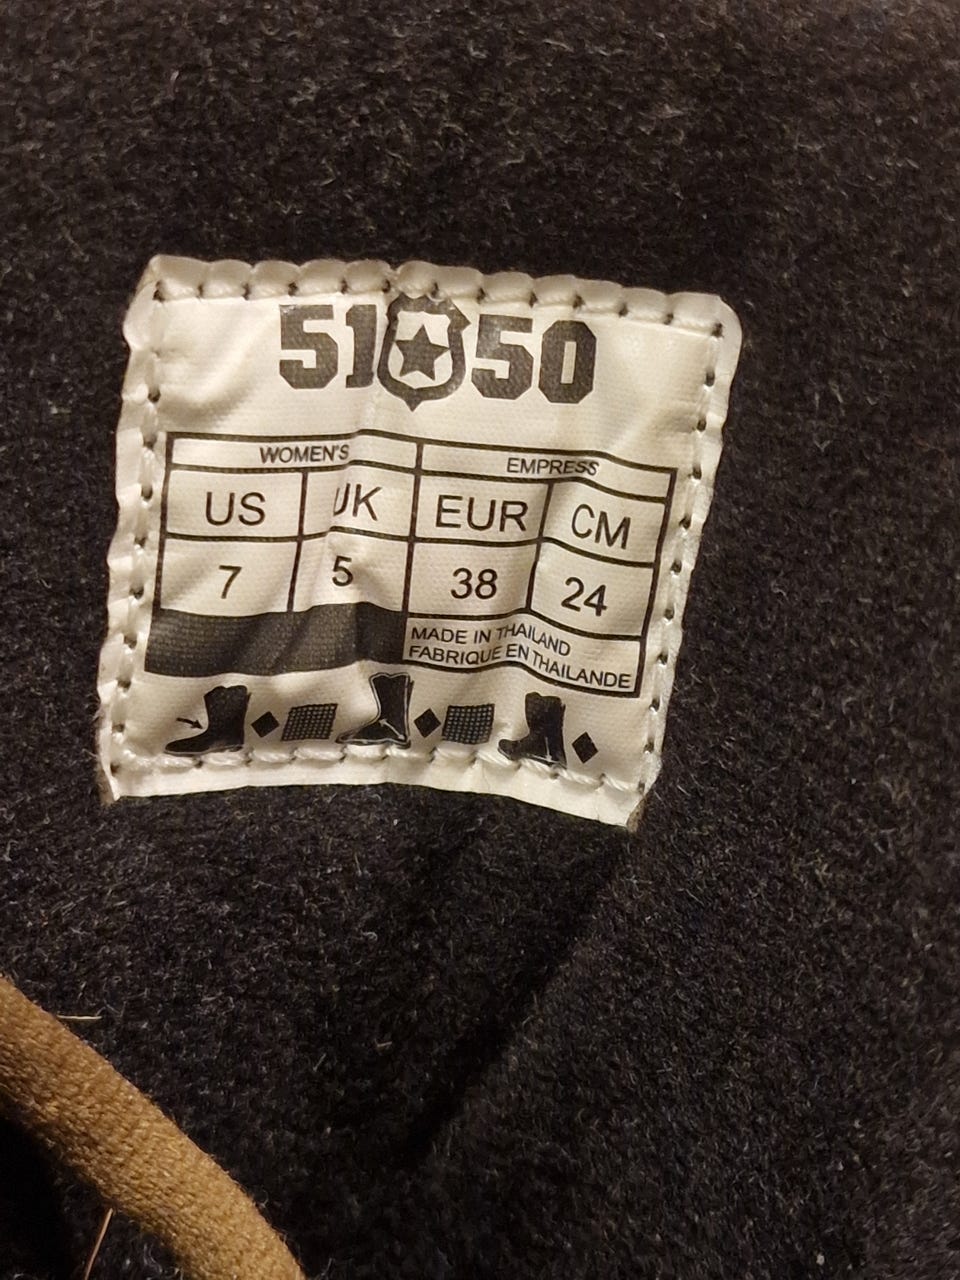 51 50
WOMEN'S EMPRESS
US UK EUR CM
7 5 38 24
MADE IN THAILAND
FABRIQUE EN THAILANDE